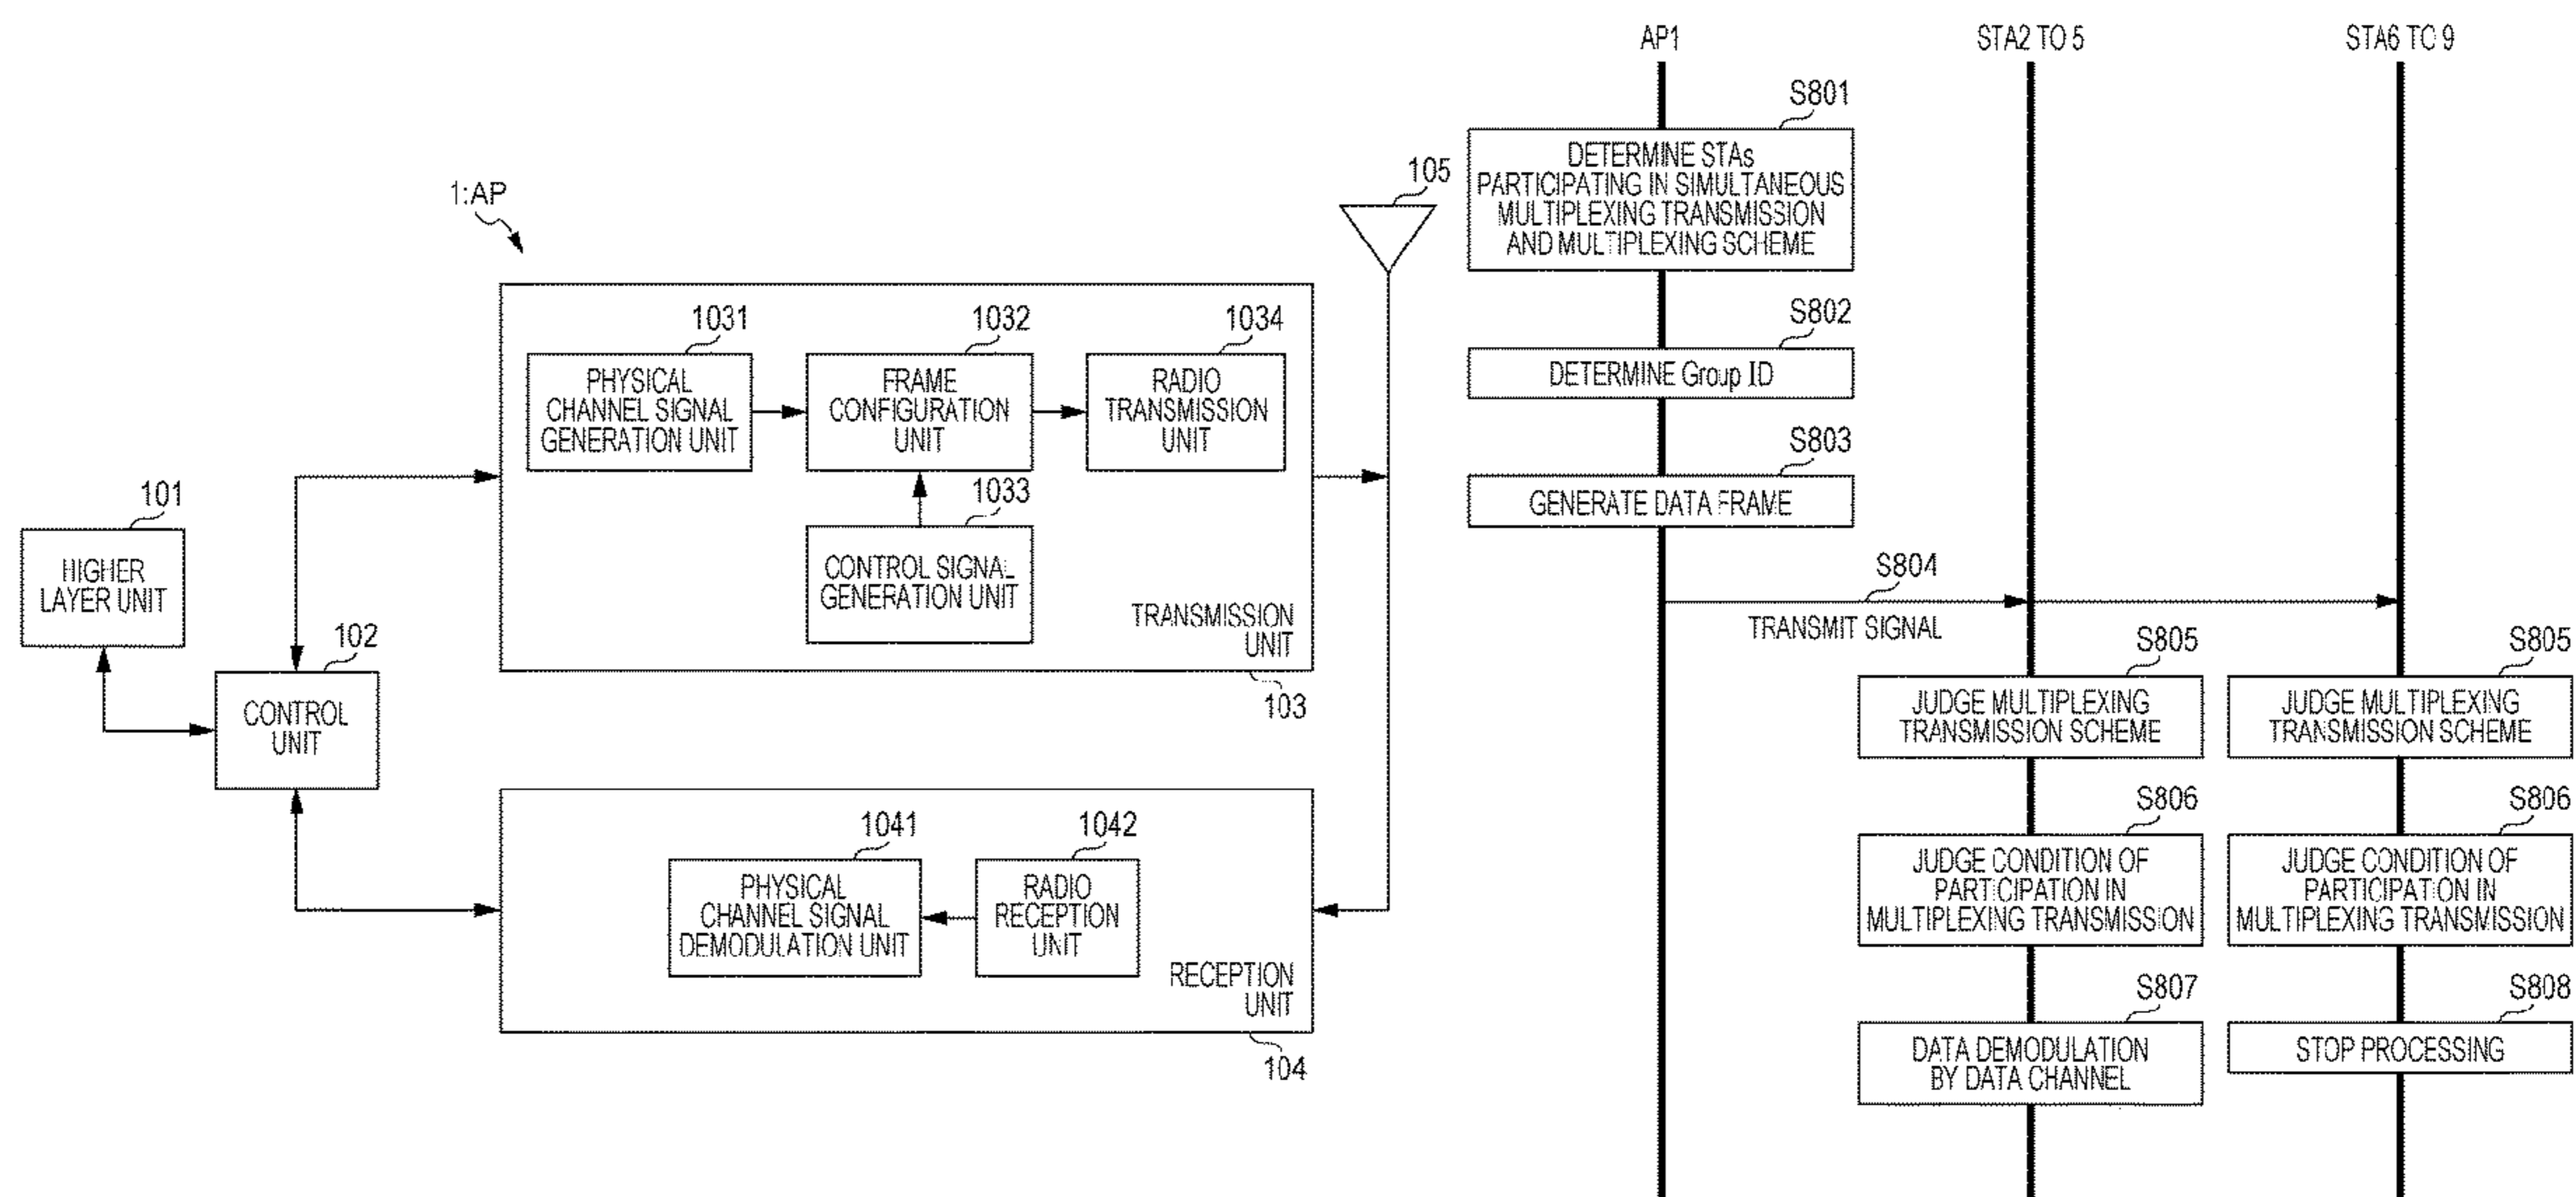 1:AP
105
1031
PHYSICAL
CHANNEL SIGNAL
GENERATION UNIT
1032
FRAME
CONFIGURATION
UNIT
1034
RADIO
TRANSMISSION
UNIT
1033
CONTROL SIGNAL
GENERATION UNIT
TRANSMISSION
UNIT
103
101
HIGHER
LAYER UNIT
102
CONTROL
UNIT
1041
PHYSICAL
CHANNEL SIGNAL
DEMODULATION UNIT
1042
RADIO
RECEPTION
UNIT
RECEPTION
UNIT
104
AP1
STA2 TO 5
STA6 TO 9
S801
DETERMINE STAs
PARTICIPATING IN SIMULTANEOUS
MULTIPLEXING TRANSMISSION
AND MULTIPLEXING SCHEME
S802
DETERMINE Group ID
S803
GENERATE DATA FRAME
S804
TRANSMIT SIGNAL
S805
JUDGE MULTIPLEXING
TRANSMISSION SCHEME
S805
JUDGE MULTIPLEXING
TRANSMISSION SCHEME
S806
JUDGE CONDITION OF
PARTICIPATION IN
MULTIPLEXING TRANSMISSION
S806
JUDGE CONDITION OF
PARTICIPATION IN
MULTIPLEXING TRANSMISSION
S807
DATA DEMODULATION
BY DATA CHANNEL
S808
STOP PROCESSING